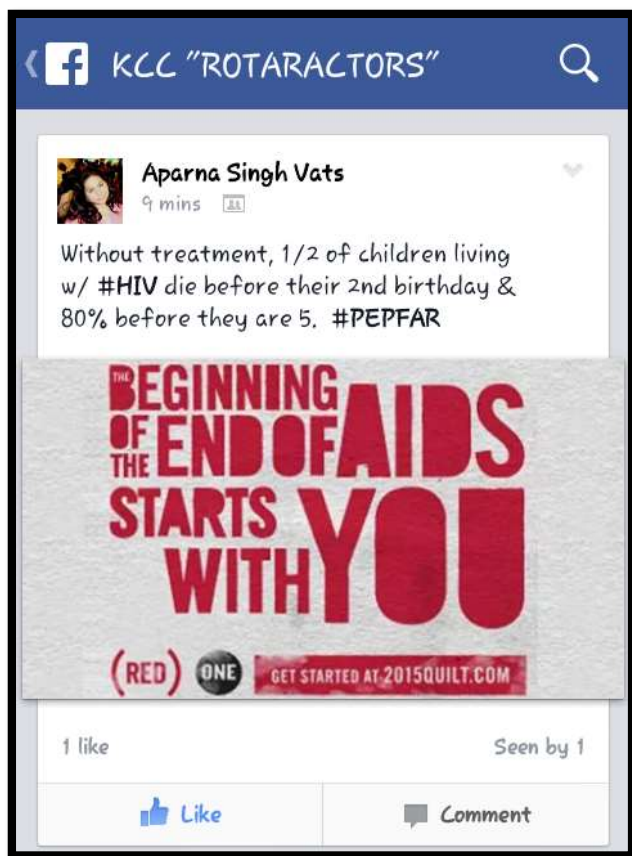 KCC "ROTARACTORS"
Aparna Singh Vats
9 mins
Without treatment, 1/2 of children living
w/ #HIV die before their 2nd birthday &
80% before they are 5. #PEPFAR
THE BEGINNING
OF THE END OF AIDS
STARTS
WITH YOU
(RED) ONE GET STARTED AT 2015QUILT.COM
1 like Seen by 1
Like Comment